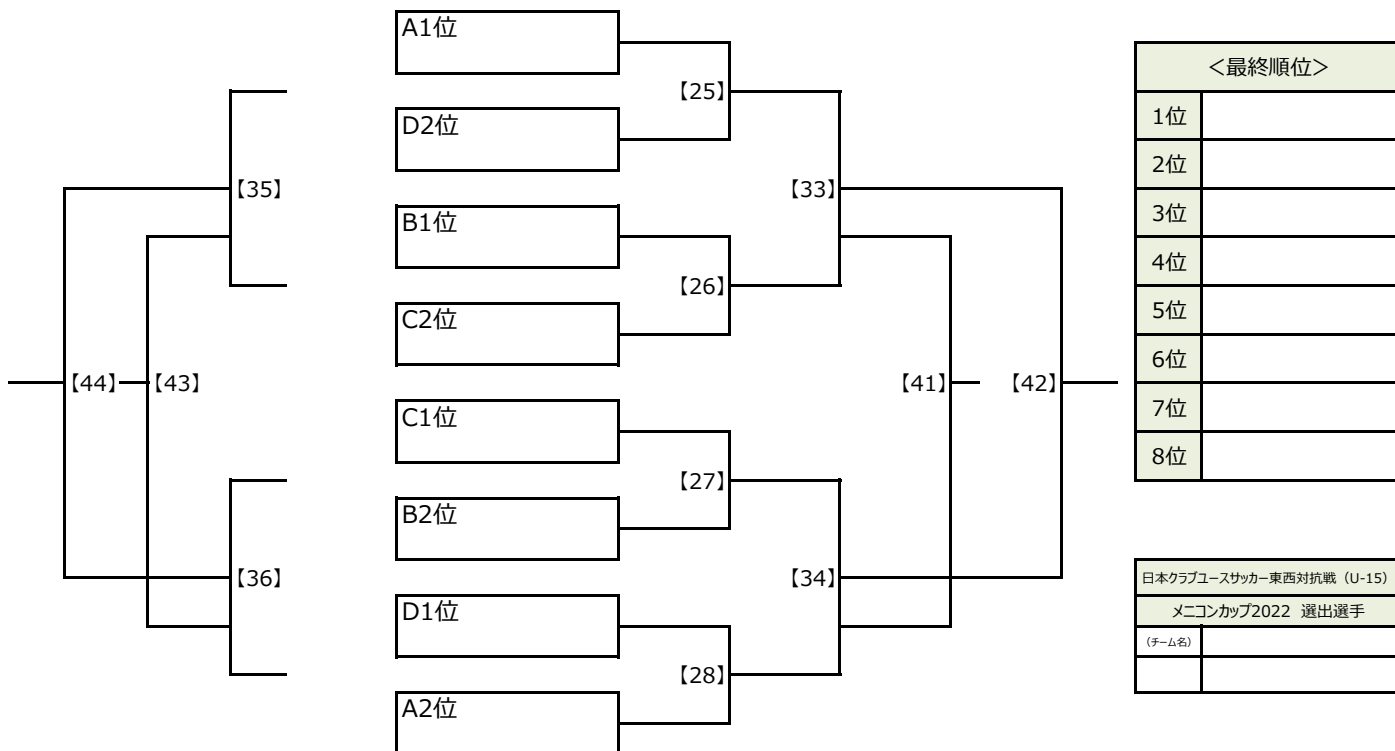 A1位
【25】
D2位
【35】
【33】
B1位
【26】
C2位
【44】
【43】
【41】
【42】
C1位
【27】
B2位
【36】
【34】
D1位
【28】
A2位
＜最終順位＞
1位
2位
3位
4位
5位
6位
7位
8位
日本クラブユースサッカー東西対抗戦（U-15）
メニコンカップ2022 選出選手
(チーム名)